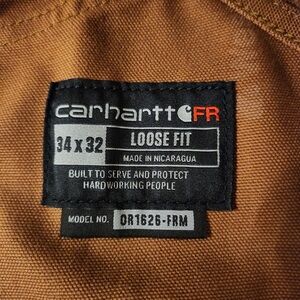 carhartt FR
34 x 32
LOOSE FIT
MADE IN NICARAGUA
BUILT TO SERVE AND PROTECT
HARDWORKING PEOPLE
MODEL NO. OR1626-FRM